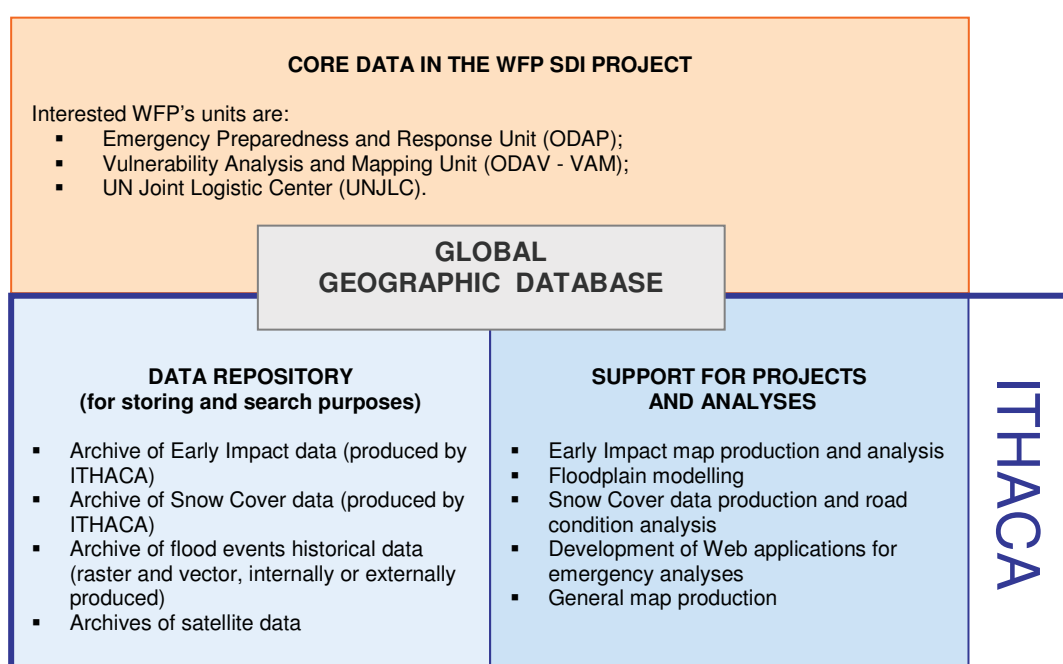 CORE DATA IN THE WFP SDI PROJECT
Interested WFP's units are:
▪ Emergency Preparedness and Response Unit (ODAP);
▪ Vulnerability Analysis and Mapping Unit (ODAV - VAM);
▪ UN Joint Logistic Center (UNJLC).
GLOBAL
GEOGRAPHIC DATABASE
DATA REPOSITORY
(for storing and search purposes)
▪ Archive of Early Impact data (produced by
ITHACA)
▪ Archive of Snow Cover data (produced by
ITHACA)
▪ Archive of flood events historical data
(raster and vector, internally or externally
produced)
▪ Archives of satellite data
SUPPORT FOR PROJECTS
AND ANALYSES
▪ Early Impact map production and analysis
▪ Floodplain modelling
▪ Snow Cover data production and road
condition analysis
▪ Development of Web applications for
emergency analyses
▪ General map production
ITHACA